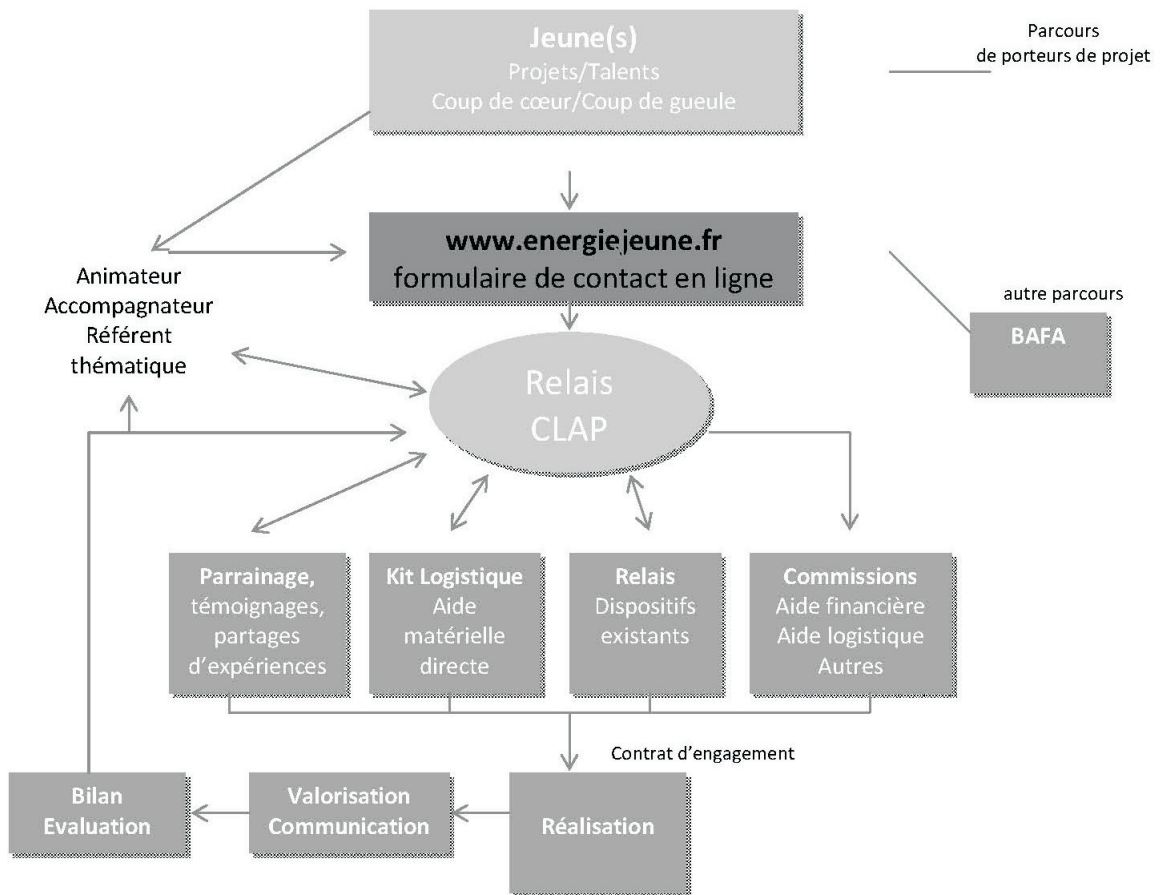 Jeune(s)
Projets/Talents
Coup de cœur/Coup de gueule
Parcours
de porteurs de projet
www.energiejeune.fr
formulaire de contact en ligne
Animateur
Accompagnateur
Référent
thématique
autre parcours
BAFA
Relais
CLAP
Parrainage,
témoignages,
partages
d’expériences
Kit Logistique
Aide
matérielle
directe
Relais
Dispositifs
existants
Commissions
Aide financière
Aide logistique
Autres
Contrat d’engagement
Bilan
Evaluation
Valorisation
Communication
Réalisation